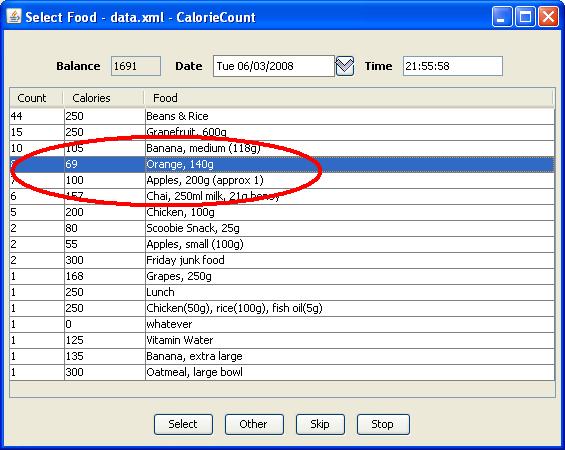 Select Food - data.xml - CalorieCount
Balance 1691 Date Tue 06/03/2008 Time 21:55:58
Count Calories Food
44 250 Beans & Rice
15 250 Granefruit, 600g
10 105 Banana, medium (118g)
69 Orange, 140g
7 100 Apples, 200g (approx 1)
6 157 Chai, 250ml milk, 21g honey
5 200 Chicken, 100g
2 80 Scoobie Snack, 25g
2 55 Apples, small (100g)
2 300 Friday junk food
1 168 Grapes, 250g
1 250 Lunch
1 250 Chicken(50g), rice(100g), fish oil(5g)
1 0 whatever
1 125 Vitamin Water
1 135 Banana, extra large
1 300 Oatmeal, large bowl
Select Other Skip Stop